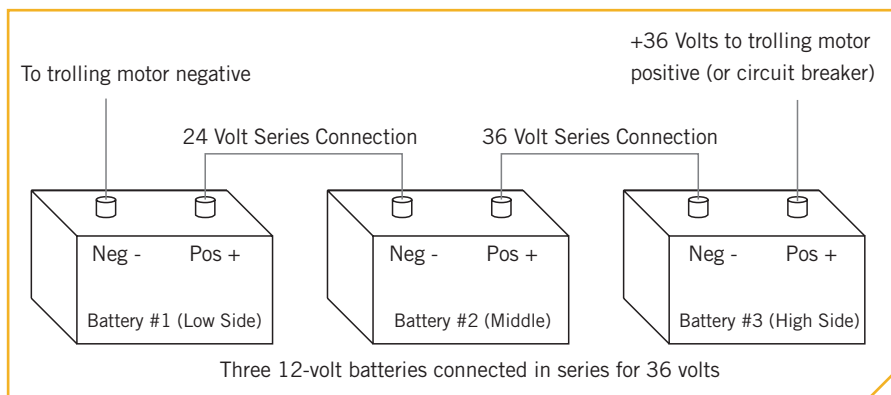 +36 Volts to trolling motor
positive (or circuit breaker)
To trolling motor negative
24 Volt Series Connection
36 Volt Series Connection
Neg -
Pos +
Battery #1 (Low Side)
Neg -
Pos +
Battery #2 (Middle)
Neg -
Pos +
Battery #3 (High Side)
Three 12-volt batteries connected in series for 36 volts